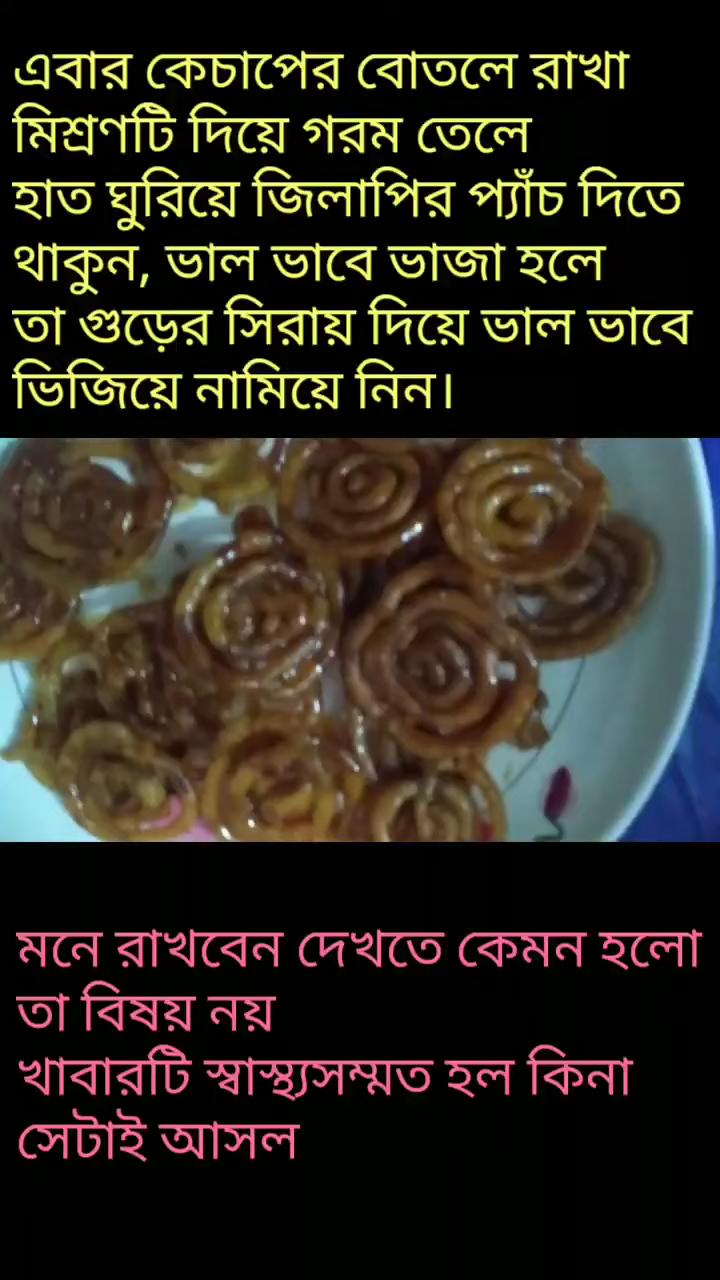 এবার কেচাপের বোতলে রাখা
মিশ্রণটি দিয়ে গরম তেলে
হাত ঘুরিয়ে জিলাপির প্যাঁচ দিতে
থাকুন, ভাল ভাবে ভাজা হলে
তা গুড়ের সিরায় দিয়ে ভাল ভাবে
ভিজিয়ে নামিয়ে নিন।
মনে রাখবেন দেখতে কেমন হলো
তা বিষয় নয়
খাবারটি স্বাস্থ্যসম্মত হল কিনা
সেটাই আসল